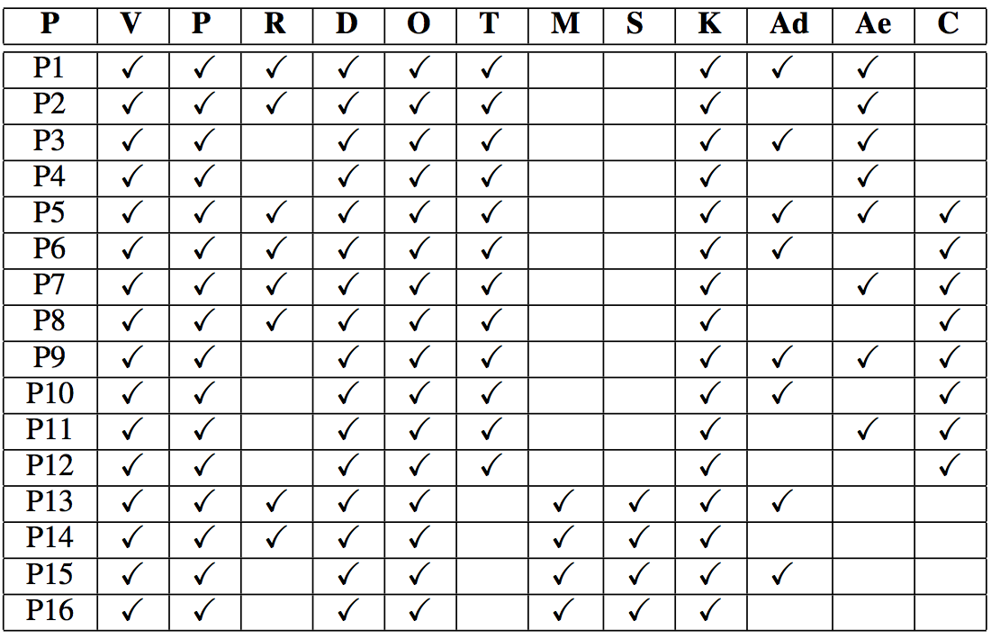 P V P R D O T M S K Ad Ae C
P1 ✓ ✓ ✓ ✓ ✓ ✓ ✓ ✓ ✓
P2 ✓ ✓ ✓ ✓ ✓ ✓ ✓ ✓
P3 ✓ ✓ ✓ ✓ ✓ ✓ ✓ ✓
P4 ✓ ✓ ✓ ✓ ✓ ✓ ✓
P5 ✓ ✓ ✓ ✓ ✓ ✓ ✓ ✓ ✓ ✓
P6 ✓ ✓ ✓ ✓ ✓ ✓ ✓ ✓ ✓
P7 ✓ ✓ ✓ ✓ ✓ ✓ ✓ ✓ ✓
P8 ✓ ✓ ✓ ✓ ✓ ✓ ✓ ✓
P9 ✓ ✓ ✓ ✓ ✓ ✓ ✓ ✓ ✓
P10 ✓ ✓ ✓ ✓ ✓ ✓ ✓ ✓
P11 ✓ ✓ ✓ ✓ ✓ ✓ ✓ ✓
P12 ✓ ✓ ✓ ✓ ✓ ✓ ✓
P13 ✓ ✓ ✓ ✓ ✓ ✓ ✓ ✓ ✓
P14 ✓ ✓ ✓ ✓ ✓ ✓ ✓ ✓
P15 ✓ ✓ ✓ ✓ ✓ ✓ ✓ ✓
P16 ✓ ✓ ✓ ✓ ✓ ✓ ✓